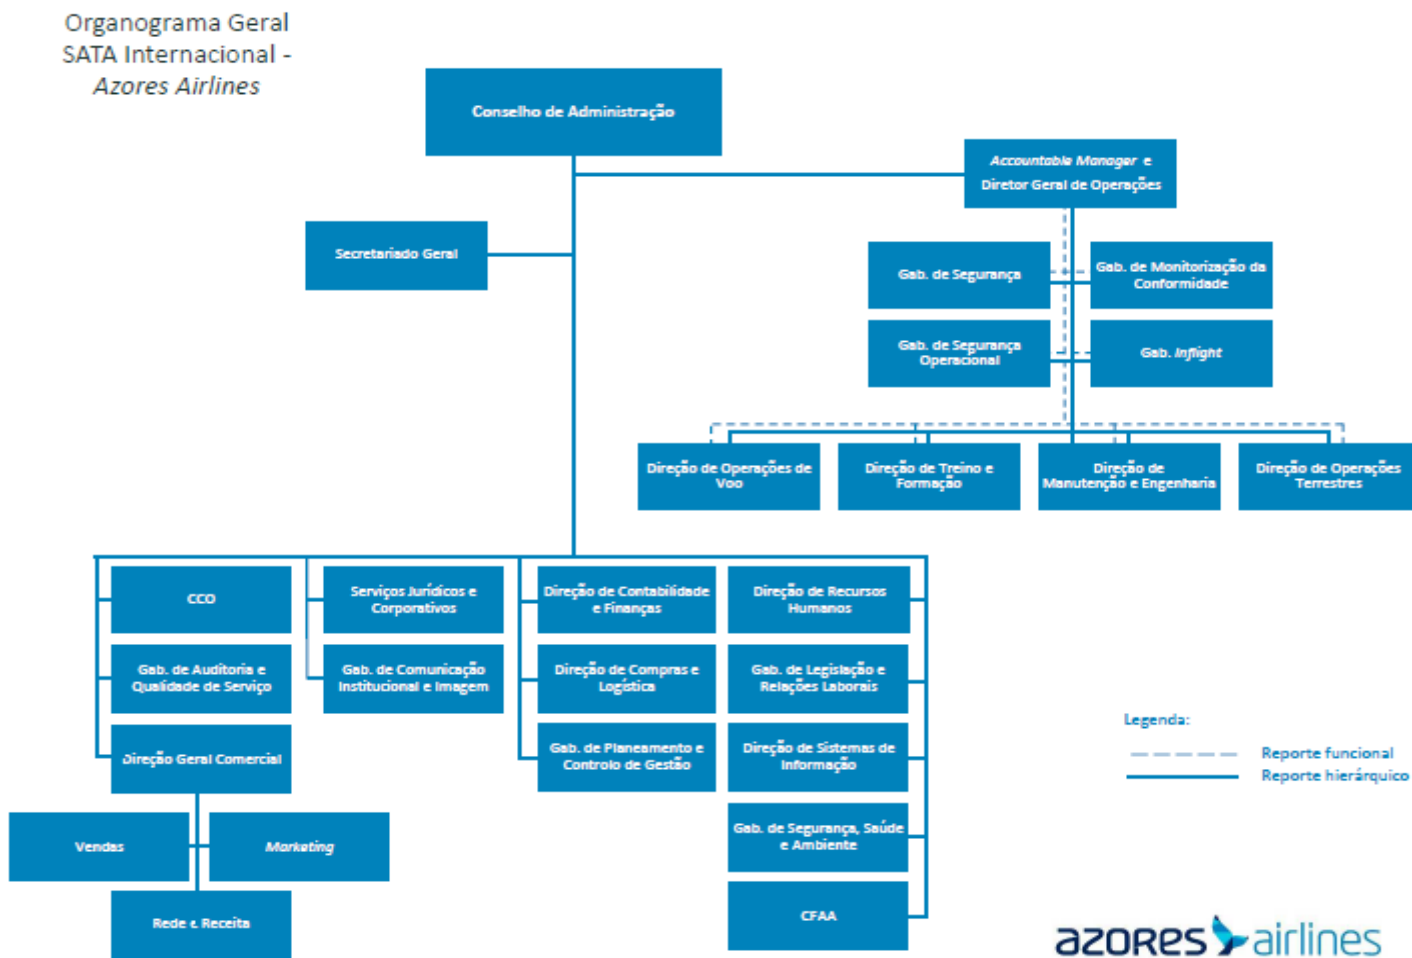 Organograma Geral
SATA Internacional -
Azores Airlines
Conselho de Administração
Accountable Manager e
Diretor Geral de Operações
Secretariado Geral
Gab. de Segurança
Gab. de Monitorização da
Conformidade
Gab. de Segurança
Operacional
Gab. Inflight
Direção de Operações de
Voo
Direção de Treino e
Formação
Direção de
Manutenção e Engenharia
Direção de Operações
Terrestres
CCO
Serviços Jurídicos e
Corporativos
Direção de Contabilidade
e Finanças
Direção de Recursos
Humanos
Gab. de Auditoria e
Qualidade de Serviço
Gab. de Comunicação
Institucional e Imagem
Direção de Compras e
Logística
Gab. de Legislação e
Relações Laborais
Direção Geral Comercial
Gab. de Planeamento e
Controlo de Gestão
Direção de Sistemas de
Informação
Legenda:
Reporte funcional
Reporte hierárquico
Vendas
Marketing
Gab. de Segurança, Saúde
e Ambiente
Rede e Receita
CFAA
azores airlines